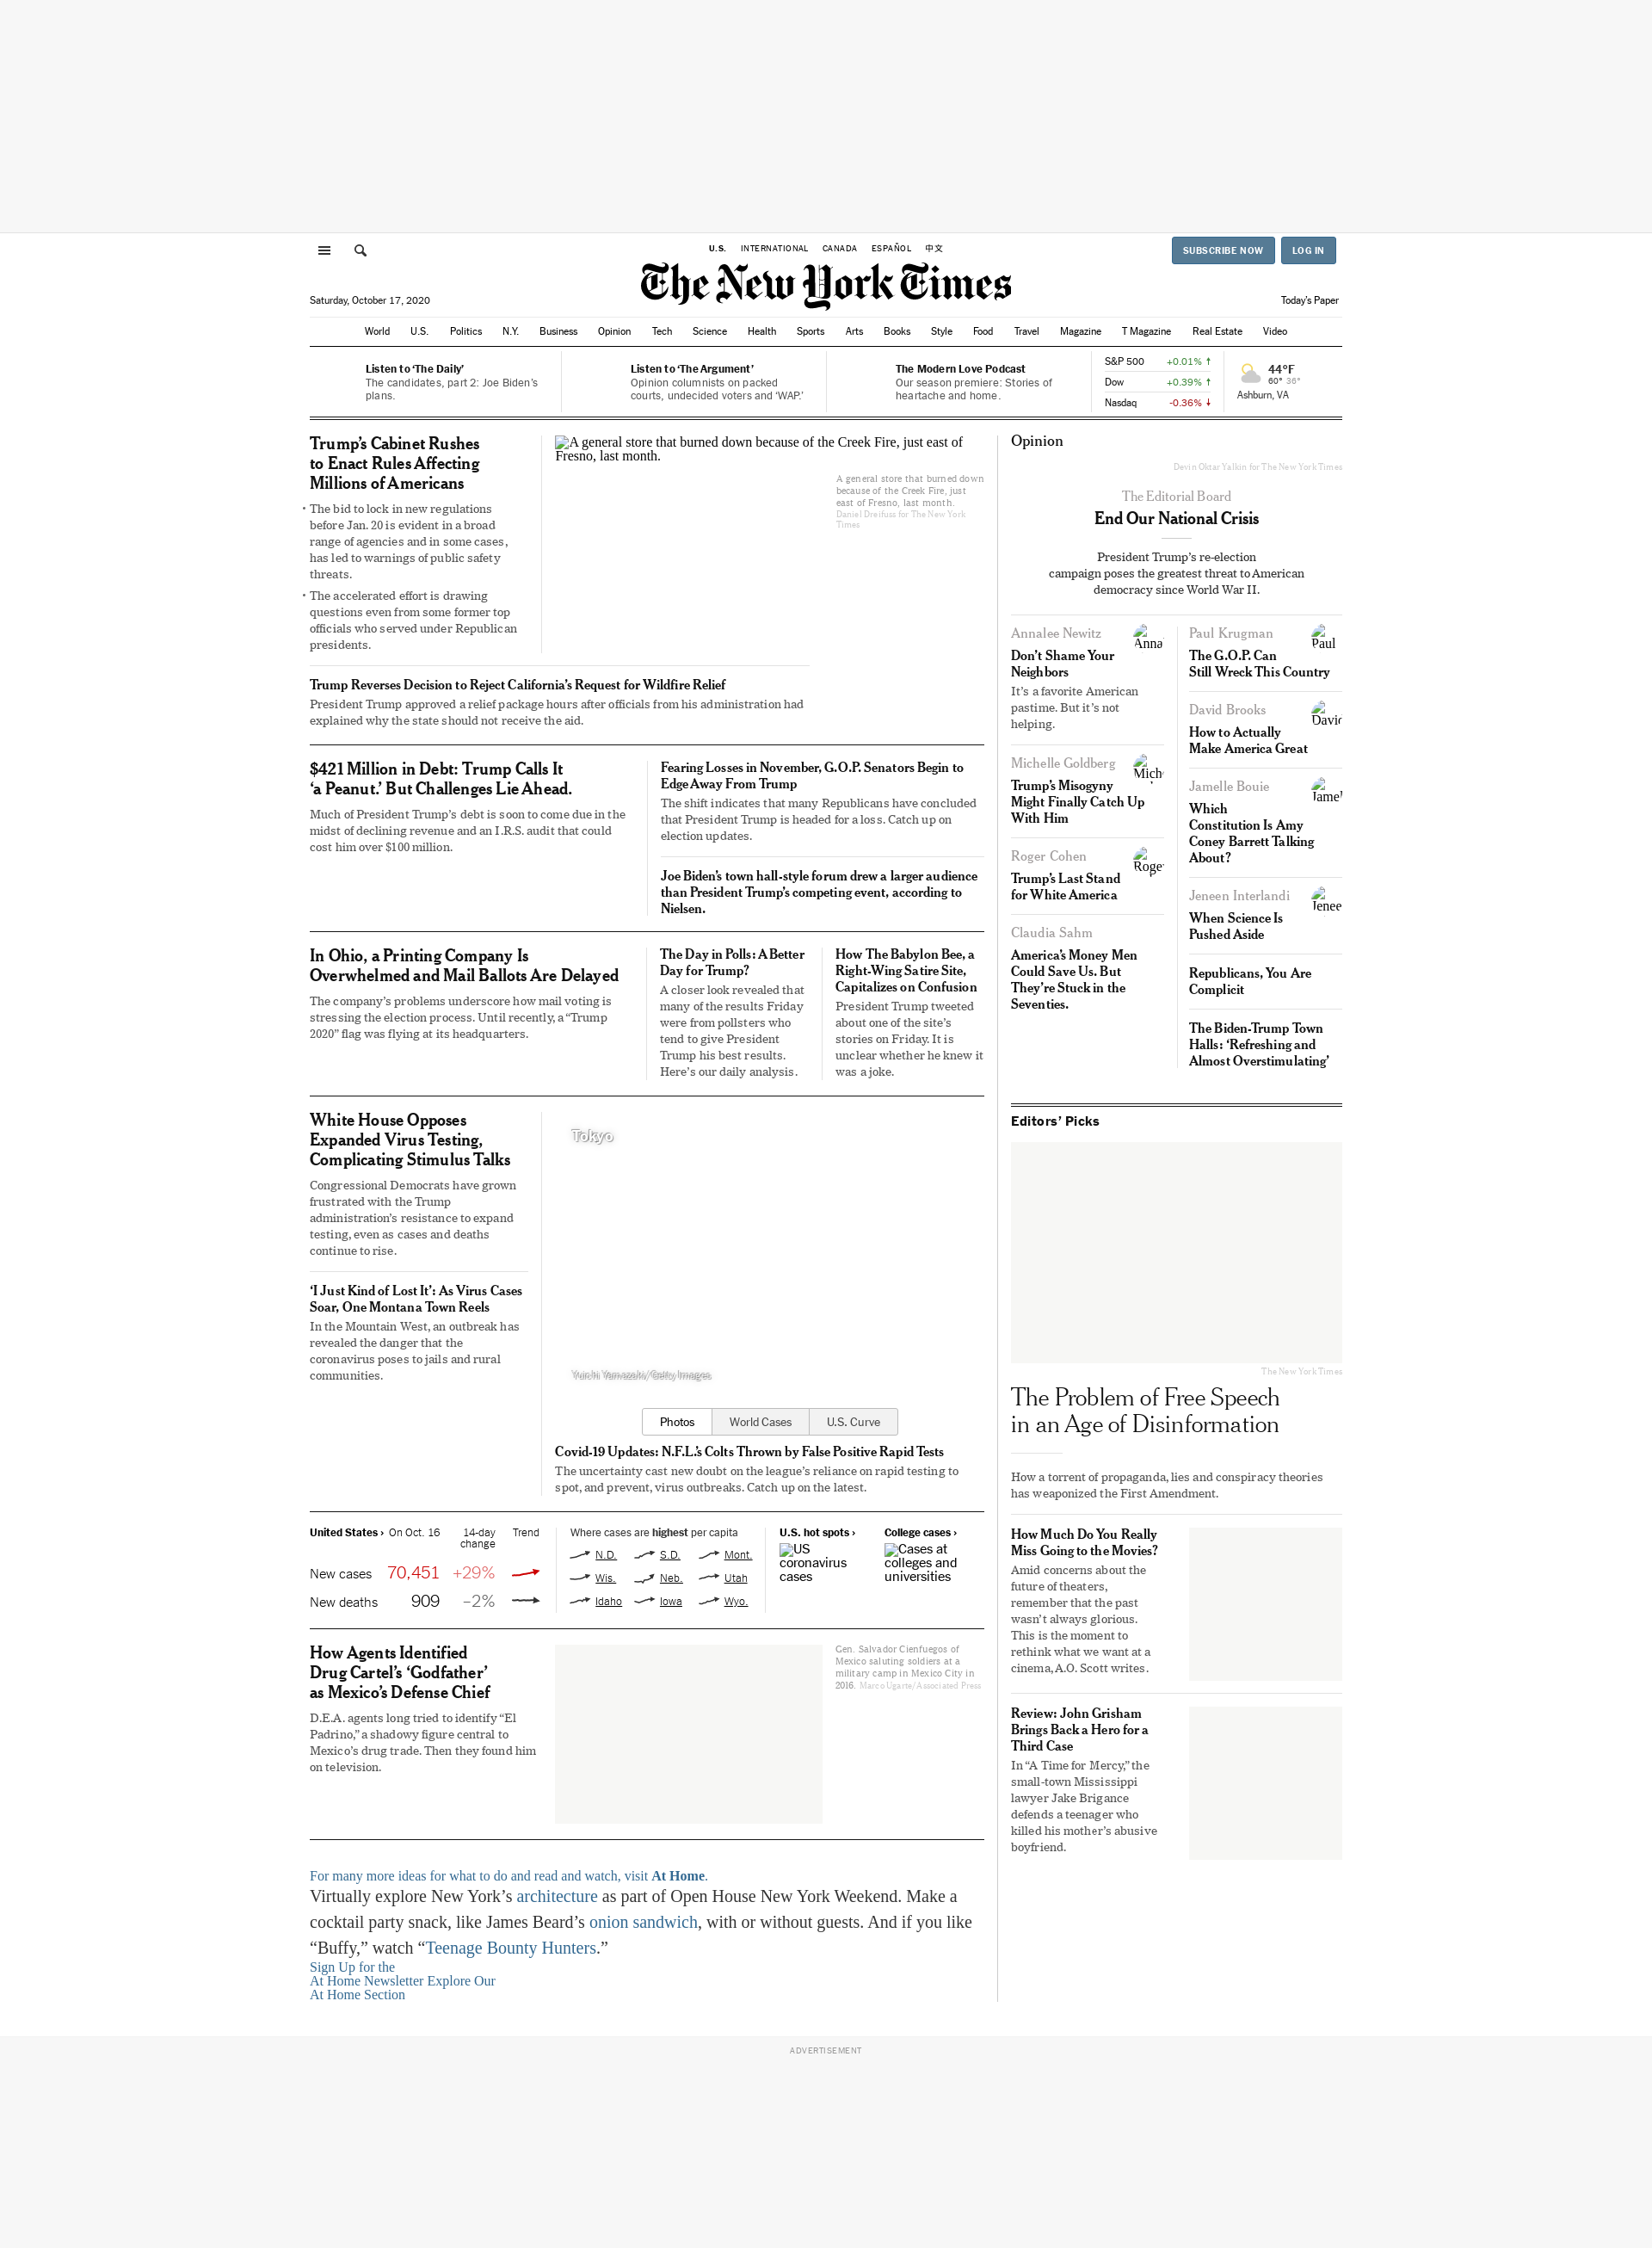 U.S. INTERNATIONAL CANADA ESPAÑOL 中文
SUBSCRIBE NOW LOG IN
The New York Times
Saturday, October 17, 2020
Today's Paper
World U.S. Politics N.Y. Business Opinion Tech Science Health Sports Arts Books Style Food Travel Magazine T Magazine Real Estate Video
Listen to ‘The Daily’
The candidates, part 2: Joe Biden’s
plans.
Listen to ‘The Argument’
Opinion columnists on packed
courts, undecided voters and ‘WAP.’
The Modern Love Podcast
Our season premiere: Stories of
heartache and home.
S&P 500 +0.01% ↑
Dow +0.39% ↑
Nasdaq -0.36% ↓
44°F
60° 36°
Ashburn, VA
Trump’s Cabinet Rushes
to Enact Rules Affecting
Millions of Americans
• The bid to lock in new regulations
before Jan. 20 is evident in a broad
range of agencies and in some cases,
has led to warnings of public safety
threats.
• The accelerated effort is drawing
questions even from some former top
officials who served under Republican
presidents.
A general store that burned down because of the Creek Fire, just east of
Fresno, last month.
A general store that burned down
because of the Creek Fire, just
east of Fresno, last month.
Daniel Dreifuss for The New York
Times
Trump Reverses Decision to Reject California’s Request for Wildfire Relief
President Trump approved a relief package hours after officials from his administration had
explained why the state should not receive the aid.
$421 Million in Debt: Trump Calls It
‘a Peanut.’ But Challenges Lie Ahead.
Much of President Trump’s debt is soon to come due in the
midst of declining revenue and an I.R.S. audit that could
cost him over $100 million.
Fearing Losses in November, G.O.P. Senators Begin to
Edge Away From Trump
The shift indicates that many Republicans have concluded
that President Trump is headed for a loss. Catch up on
election updates.
Joe Biden’s town hall-style forum drew a larger audience
than President Trump’s competing event, according to
Nielsen.
In Ohio, a Printing Company Is
Overwhelmed and Mail Ballots Are Delayed
The company’s problems underscore how mail voting is
stressing the election process. Until recently, a “Trump
2020” flag was flying at its headquarters.
The Day in Polls: A Better
Day for Trump?
A closer look revealed that
many of the results Friday
were from pollsters who
tend to give President
Trump his best results.
Here’s our daily analysis.
How The Babylon Bee, a
Right-Wing Satire Site,
Capitalizes on Confusion
President Trump tweeted
about one of the site’s
stories on Friday. It is
unclear whether he knew it
was a joke.
White House Opposes
Expanded Virus Testing,
Complicating Stimulus Talks
Congressional Democrats have grown
frustrated with the Trump
administration’s resistance to expand
testing, even as cases and deaths
continue to rise.
‘I Just Kind of Lost It’: As Virus Cases
Soar, One Montana Town Reels
In the Mountain West, an outbreak has
revealed the danger that the
coronavirus poses to jails and rural
communities.
Tokyo
Yuichi Yamazaki/Getty Images
Photos World Cases U.S. Curve
Covid-19 Updates: N.F.L.’s Colts Thrown by False Positive Rapid Tests
The uncertainty cast new doubt on the league’s reliance on rapid testing to
spot, and prevent, virus outbreaks. Catch up on the latest.
United States › On Oct. 16 14-day change Trend
New cases 70,451 +29%
New deaths 909 –2%
Where cases are highest per capita
N.D. S.D. Mont.
Wis. Neb. Utah
Idaho Iowa Wyo.
U.S. hot spots ›
US
coronavirus
cases
College cases ›
Cases at
colleges and
universities
How Agents Identified
Drug Cartel’s ‘Godfather’
as Mexico’s Defense Chief
D.E.A. agents long tried to identify “El
Padrino,” a shadowy figure central to
Mexico’s drug trade. Then they found him
on television.
Gen. Salvador Cienfuegos of
Mexico saluting soldiers at a
military camp in Mexico City in
2016. Marco Ugarte/Associated Press
For many more ideas for what to do and read and watch, visit At Home.
Virtually explore New York’s architecture as part of Open House New York Weekend. Make a
cocktail party snack, like James Beard’s onion sandwich, with or without guests. And if you like
“Buffy,” watch “Teenage Bounty Hunters.”
Sign Up for the
At Home Newsletter Explore Our
At Home Section
Opinion
Devin Oktar Yalkin for The New York Times
The Editorial Board
End Our National Crisis
President Trump’s re-election
campaign poses the greatest threat to American
democracy since World War II.
Annalee Newitz
Anna
Don’t Shame Your
Neighbors
It’s a favorite American
pastime. But it’s not
helping.
Michelle Goldberg
Miche
Trump’s Misogyny
Might Finally Catch Up
With Him
Roger Cohen
Roger
Trump’s Last Stand
for White America
Claudia Sahm
America’s Money Men
Could Save Us. But
They’re Stuck in the
Seventies.
Paul Krugman
Paul
The G.O.P. Can
Still Wreck This Country
David Brooks
David
How to Actually
Make America Great
Jamelle Bouie
Jamel
Which
Constitution Is Amy
Coney Barrett Talking
About?
Jeneen Interlandi
Jenee
When Science Is
Pushed Aside
Republicans, You Are
Complicit
The Biden-Trump Town
Halls: ‘Refreshing and
Almost Overstimulating’
Editors’ Picks
The New York Times
The Problem of Free Speech
in an Age of Disinformation
How a torrent of propaganda, lies and conspiracy theories
has weaponized the First Amendment.
How Much Do You Really
Miss Going to the Movies?
Amid concerns about the
future of theaters,
remember that the past
wasn’t always glorious.
This is the moment to
rethink what we want at a
cinema, A.O. Scott writes.
Review: John Grisham
Brings Back a Hero for a
Third Case
In “A Time for Mercy,” the
small-town Mississippi
lawyer Jake Brigance
defends a teenager who
killed his mother’s abusive
boyfriend.
ADVERTISEMENT